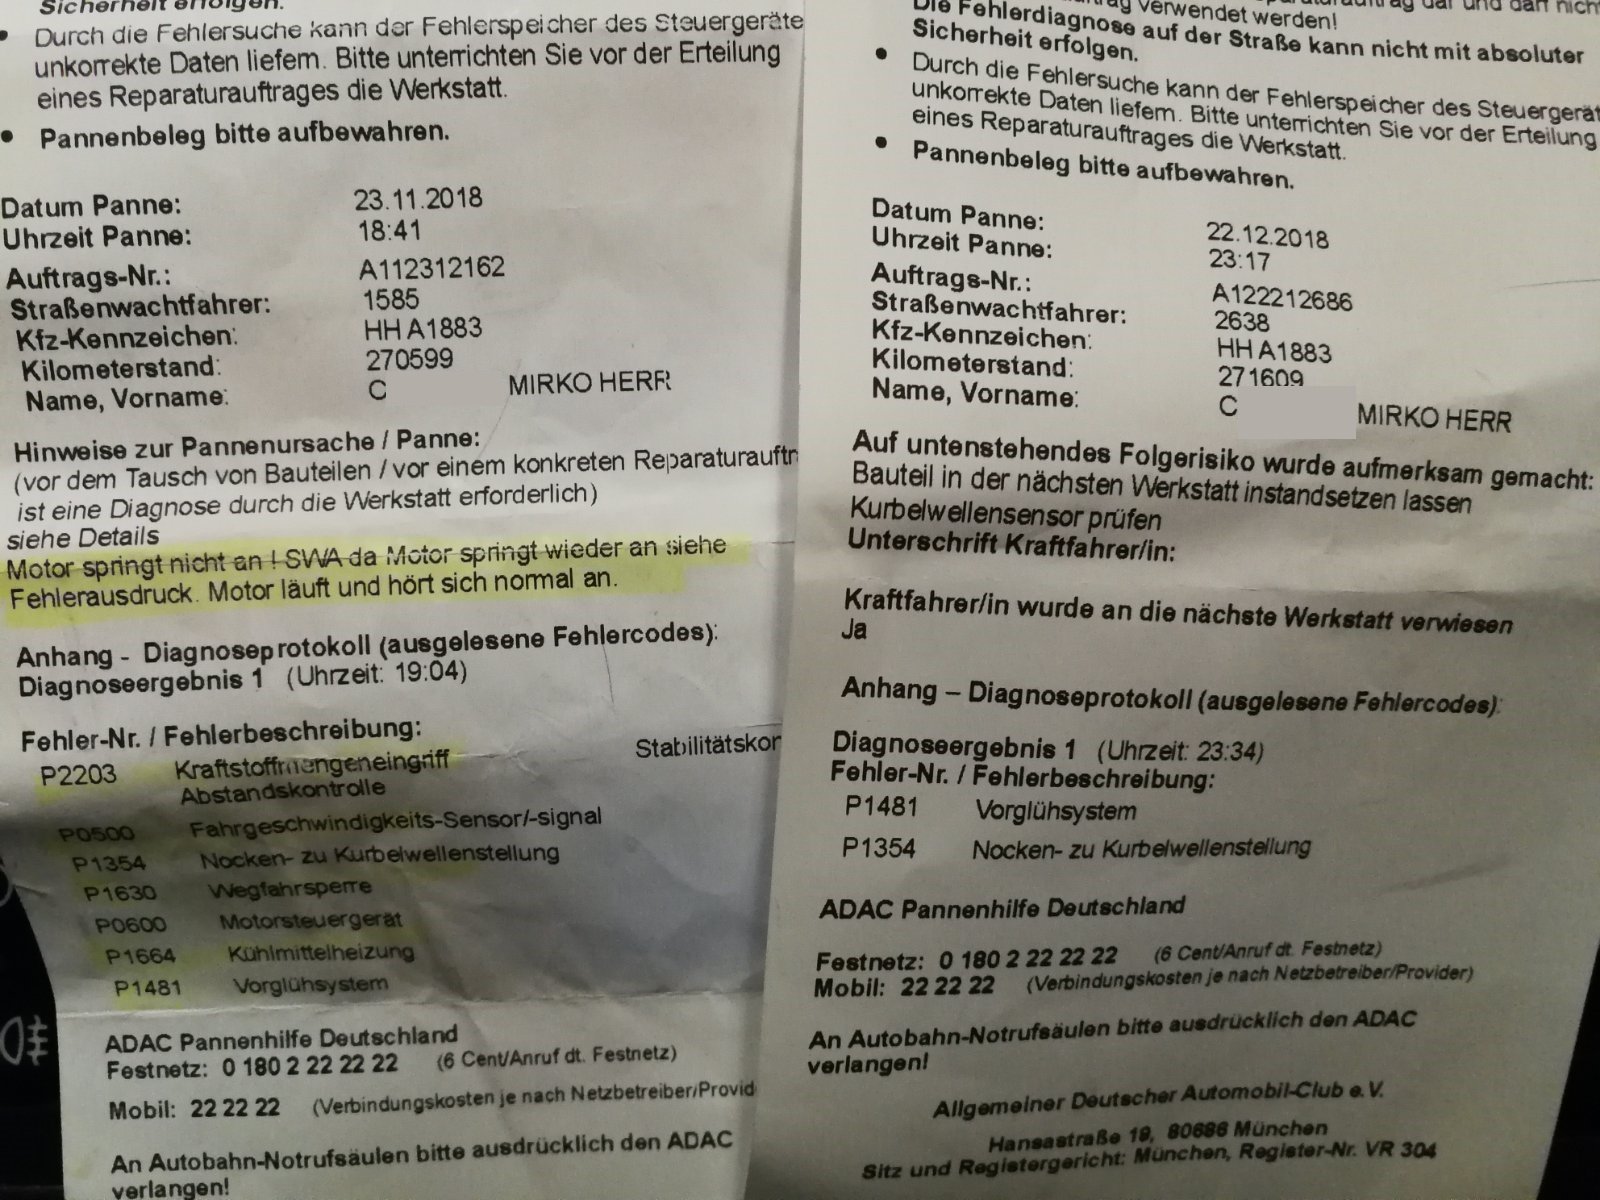 Sicherheit erfolgen.
• Durch die Fehlersuche kann der Fehlerspeicher des Steuergeräte
unkorrekte Daten liefern. Bitte unterrichten Sie vor der Erteilung
eines Reparaturauftrages die Werkstatt.
• Pannenbeleg bitte aufbewahren.
Datum Panne: 23.11.2018
Uhrzeit Panne: 18:41
Auftrags-Nr.: A112312162
Straßenwachtfahrer: 1585
Kfz-Kennzeichen: HH A1883
Kilometerstand: 270599
Name, Vorname: C MIRKO HERR
Hinweise zur Pannenursache / Panne:
(vor dem Tausch von Bauteilen / vor einem konkreten Reparaturauftr
ist eine Diagnose durch die Werkstatt erforderlich)
siehe Details
Motor springt nicht an ! SWA da Motor springt wieder an siehe
Fehlerausdruck. Motor läuft und hört sich normal an.
Anhang - Diagnoseprotokoll (ausgelesene Fehlercodes):
Diagnoseergebnis 1 (Uhrzeit: 19:04)
Fehler-Nr. / Fehlerbeschreibung:
P2203 Kraftstoffmengeneingriff Stabilitätskon
Abstandskontrolle
P0500 Fahrgeschwindigkeits-Sensor/-signal
P1354 Nocken- zu Kurbelwellenstellung
P1630 Wegfahrsperre
P0600 Motorsteuergerät
P1664 Kühlmittelheizung
P1481 Vorglühsystem
ADAC Pannenhilfe Deutschland
Festnetz: 0 180 2 22 22 22 (6 Cent/Anruf dt. Festnetz)
Mobil: 22 22 22 (Verbindungskosten je nach Netzbetreiber/Provid
An Autobahn-Notrufsäulen bitte ausdrücklich den ADAC
verlangen!
verwendet werden!
Die Fehlerdiagnose auf der Straße kann nicht mit absoluter
Sicherheit erfolgen.
• Durch die Fehlersuche kann der Fehlerspeicher des Steuergerät
unkorrekte Daten liefern. Bitte unterrichten Sie vor der Erteilung
eines Reparaturauftrages die Werkstatt.
• Pannenbeleg bitte aufbewahren.
Datum Panne: 22.12.2018
Uhrzeit Panne: 23:17
Auftrags-Nr.: A122212686
Straßenwachtfahrer: 2638
Kfz-Kennzeichen: HH A1883
Kilometerstand: 271609
Name, Vorname: C MIRKO HERR
Auf untenstehendes Folgerisiko wurde aufmerksam gemacht:
Bauteil in der nächsten Werkstatt instandsetzen lassen
Kurbelwellensensor prüfen
Unterschrift Kraftfahrer/in:
Kraftfahrer/in wurde an die nächste Werkstatt verwiesen
Ja
Anhang – Diagnoseprotokoll (ausgelesene Fehlercodes):
Diagnoseergebnis 1 (Uhrzeit: 23:34)
Fehler-Nr. / Fehlerbeschreibung:
P1481 Vorglühsystem
P1354 Nocken- zu Kurbelwellenstellung
ADAC Pannenhilfe Deutschland
Festnetz: 0 180 2 22 22 22 (6 Cent/Anruf dt. Festnetz)
Mobil: 22 22 22 (Verbindungskosten je nach Netzbetreiber/Provider)
An Autobahn-Notrufsäulen bitte ausdrücklich den ADAC
verlangen!
Allgemeiner Deutscher Automobil-Club e.V.
Hansastraße 19, 80686 München
Sitz und Registergericht: München, Register-Nr. VR 304